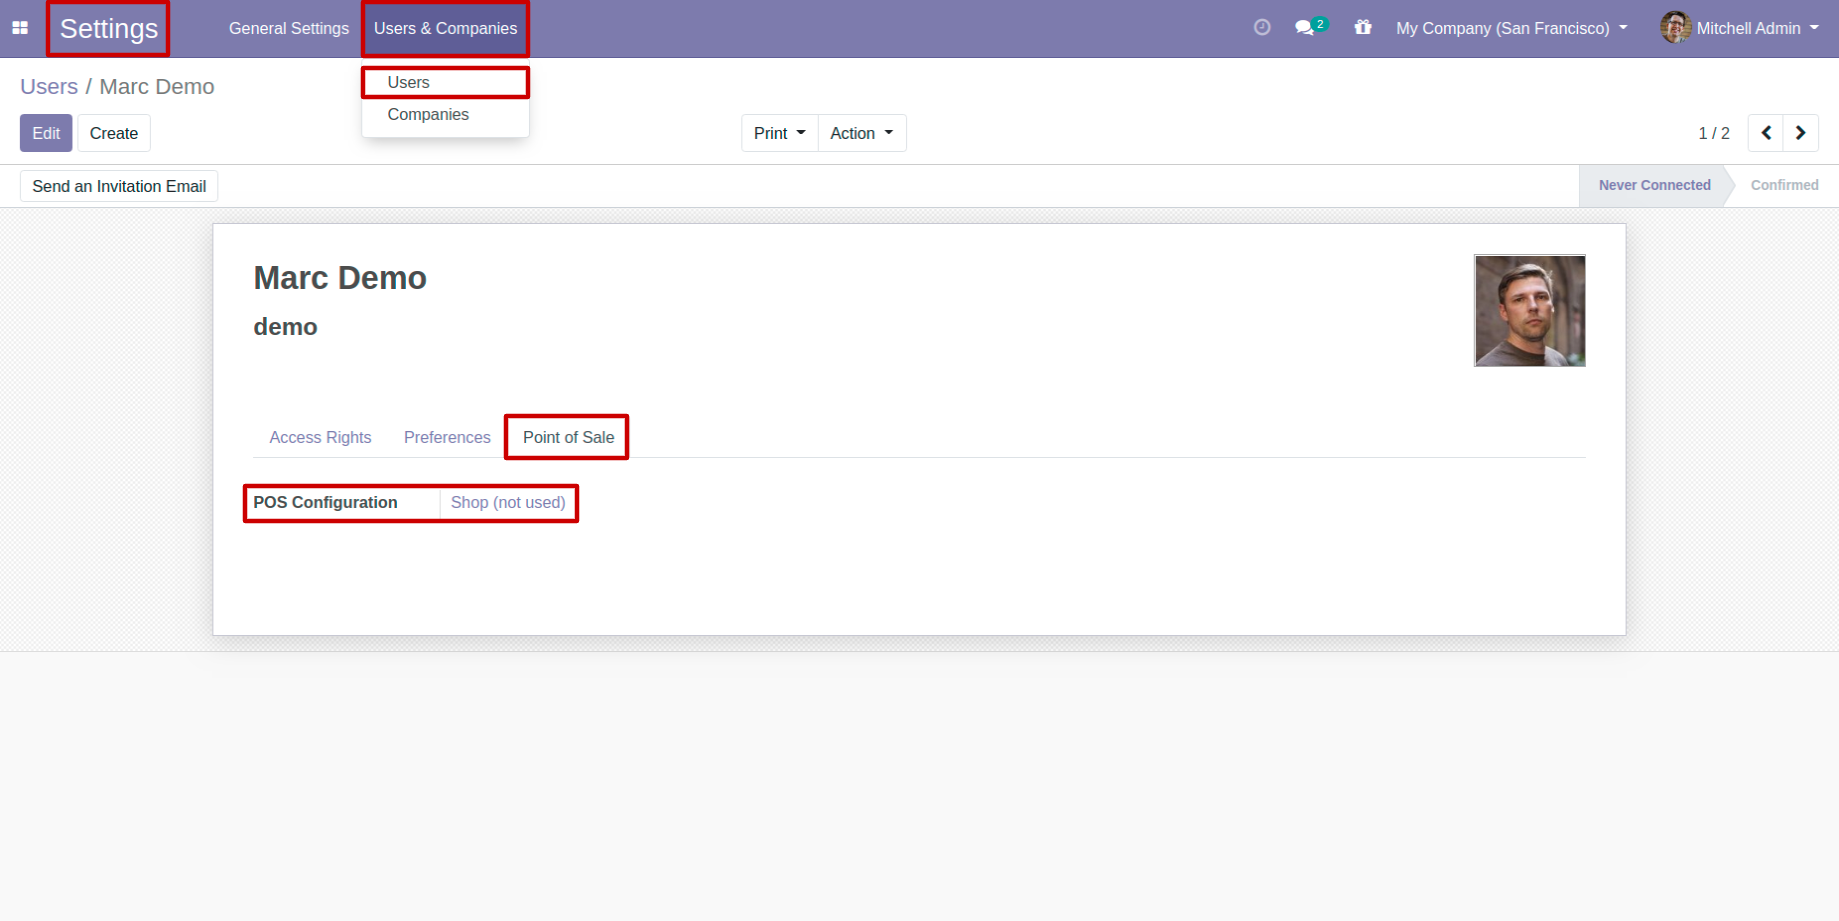 Settings General Settings Users & Companies 2 My Company (San Francisco) Mitchell Admin
Users / Marc Demo
Users
Companies
Edit Create Print Action 1 / 2
Send an Invitation Email Never Connected Confirmed
Marc Demo
demo
Access Rights Preferences Point of Sale
POS Configuration Shop (not used)